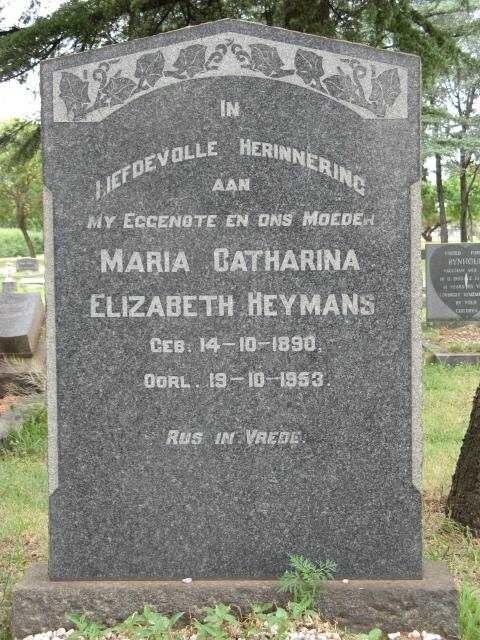 IN
LIEFDEVOLLE HERINNERING
AAN
MY EGGENOTE EN ONS MOEDER
MARIA CATHARINA
ELIZABETH HEYMANS
GEB. 14-10-1890.
OORL. 19-10-1953.
RUS IN VREDE.